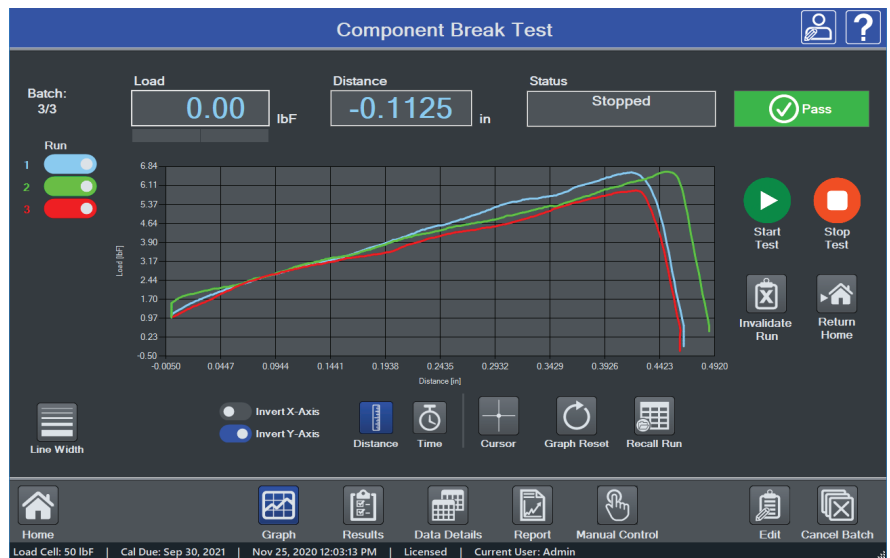 Component Break Test
?
Batch:
3/3
Load
0.00 lbF
Distance
-0.1125 in
Status
Stopped
Pass
Run
1
2
3
6.84
6.11
5.37
4.64
3.90
3.17
2.44
1.70
0.97
0.23
-0.50
Load [lbF]
-0.0050 0.0447 0.0944 0.1441 0.1938 0.2435 0.2932 0.3429 0.3926 0.4423 0.4920
Distance [in]
Start
Test
Stop
Test
Invalidate
Run
Return
Home
Line Width
Invert X-Axis
Invert Y-Axis
Distance
Time
Cursor
Graph Reset
Recall Run
Home
Graph
Results
Data Details
Report
Manual Control
Edit
Cancel Batch
Load Cell: 50 lbF | Cal Due: Sep 30, 2021 | Nov 25, 2020 12:03:13 PM | Licensed | Current User: Admin